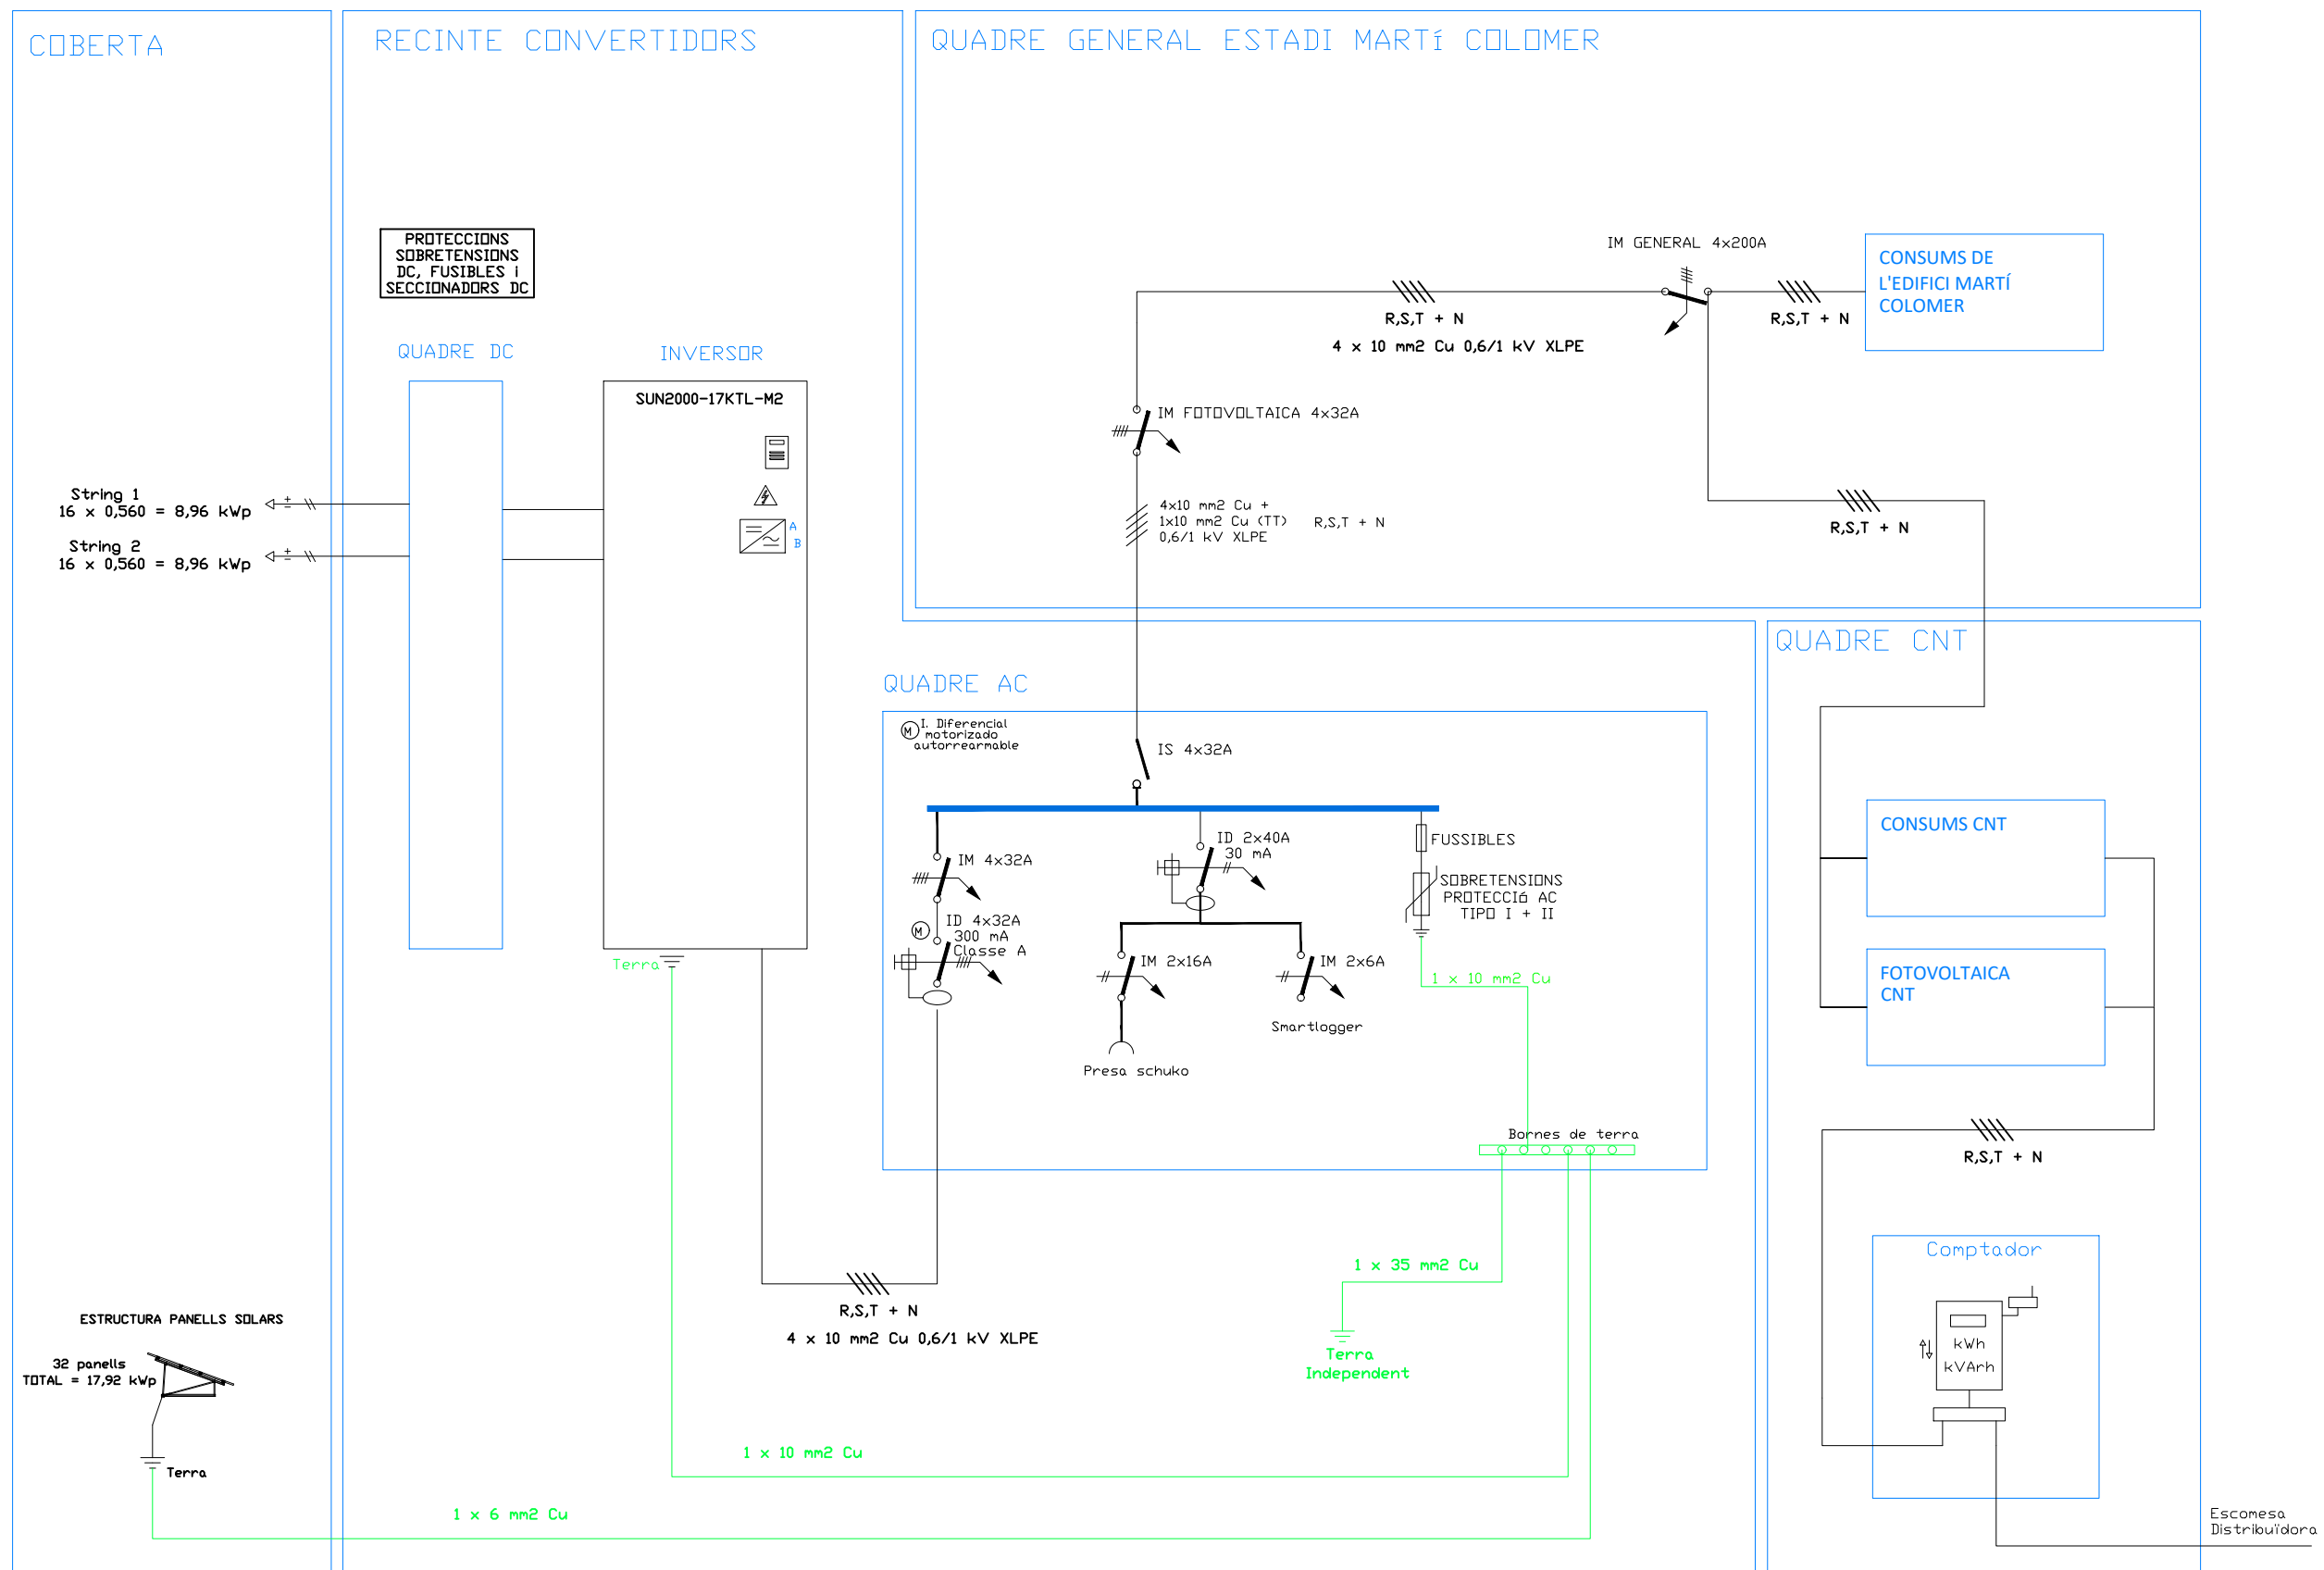 COBERTA
RECINTE CONVERTIDORS
QUADRE GENERAL ESTADI MARTí COLOMER
PROTECCIONS
SOBRETENSIONS
DC, FUSIBLES i
SECCIONADORS DC
QUADRE DC
INVERSOR
SUN2000-17KTL-M2
A
B
String 1
16 x 0,560 = 8,96 kWp
+
-
String 2
16 x 0,560 = 8,96 kWp
+
-
IM GENERAL 4x200A
CONSUMS DE
L'EDIFICI MARTÍ
COLOMER
R,S,T + N
4 x 10 mm2 Cu 0,6/1 kV XLPE
R,S,T + N
IM FOTOVOLTAICA 4x32A
4x10 mm2 Cu +
1x10 mm2 Cu (TT)
0,6/1 kV XLPE
R,S,T + N
R,S,T + N
QUADRE CNT
QUADRE AC
M
I. Diferencial
motorizado
autorrearmable
IS 4x32A
IM 4x32A
ID 2x40A
30 mA
FUSSIBLES
SOBRETENSIONS
PROTECCIó AC
TIPO I + II
M
ID 4x32A
300 mA
Classe A
IM 2x16A
IM 2x6A
1 x 10 mm2 Cu
Smartlogger
Presa schuko
Bornes de terra
Terra
CONSUMS CNT
FOTOVOLTAICA
CNT
R,S,T + N
Comptador
kWh
kVArh
Escomesa
Distribuïdora
R,S,T + N
4 x 10 mm2 Cu 0,6/1 kV XLPE
1 x 35 mm2 Cu
Terra
Independent
ESTRUCTURA PANELLS SOLARS
32 panells
TOTAL = 17,92 kWp
Terra
1 x 10 mm2 Cu
1 x 6 mm2 Cu